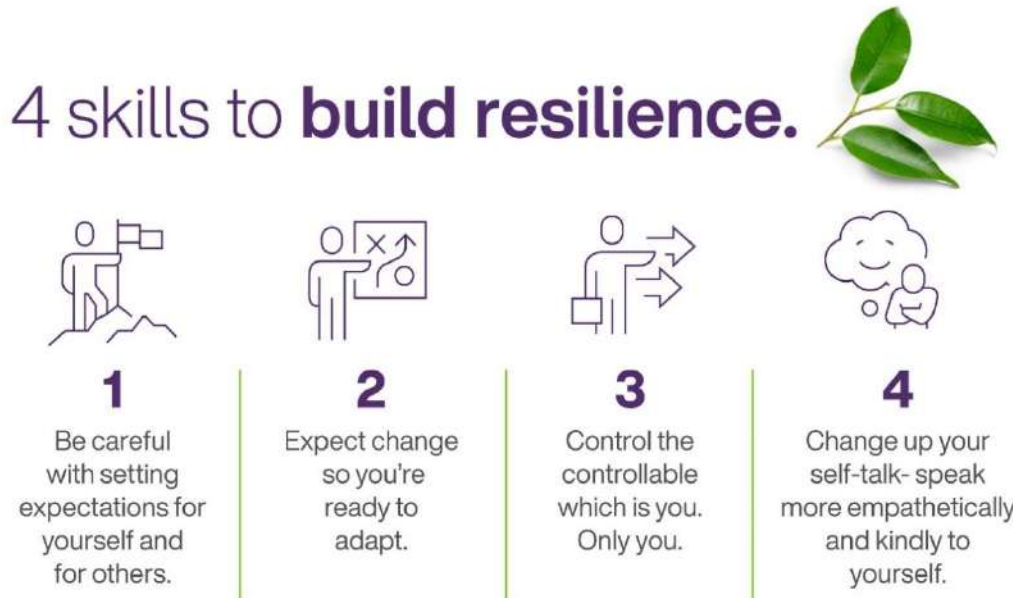 4 skills to build resilience.
1
Be careful
with setting
expectations for
yourself and
for others.
2
Expect change
so you're
ready to
adapt.
3
Control the
controllable
which is you.
Only you.
4
Change up your
self-talk- speak
more empathetically
and kindly to
yourself.